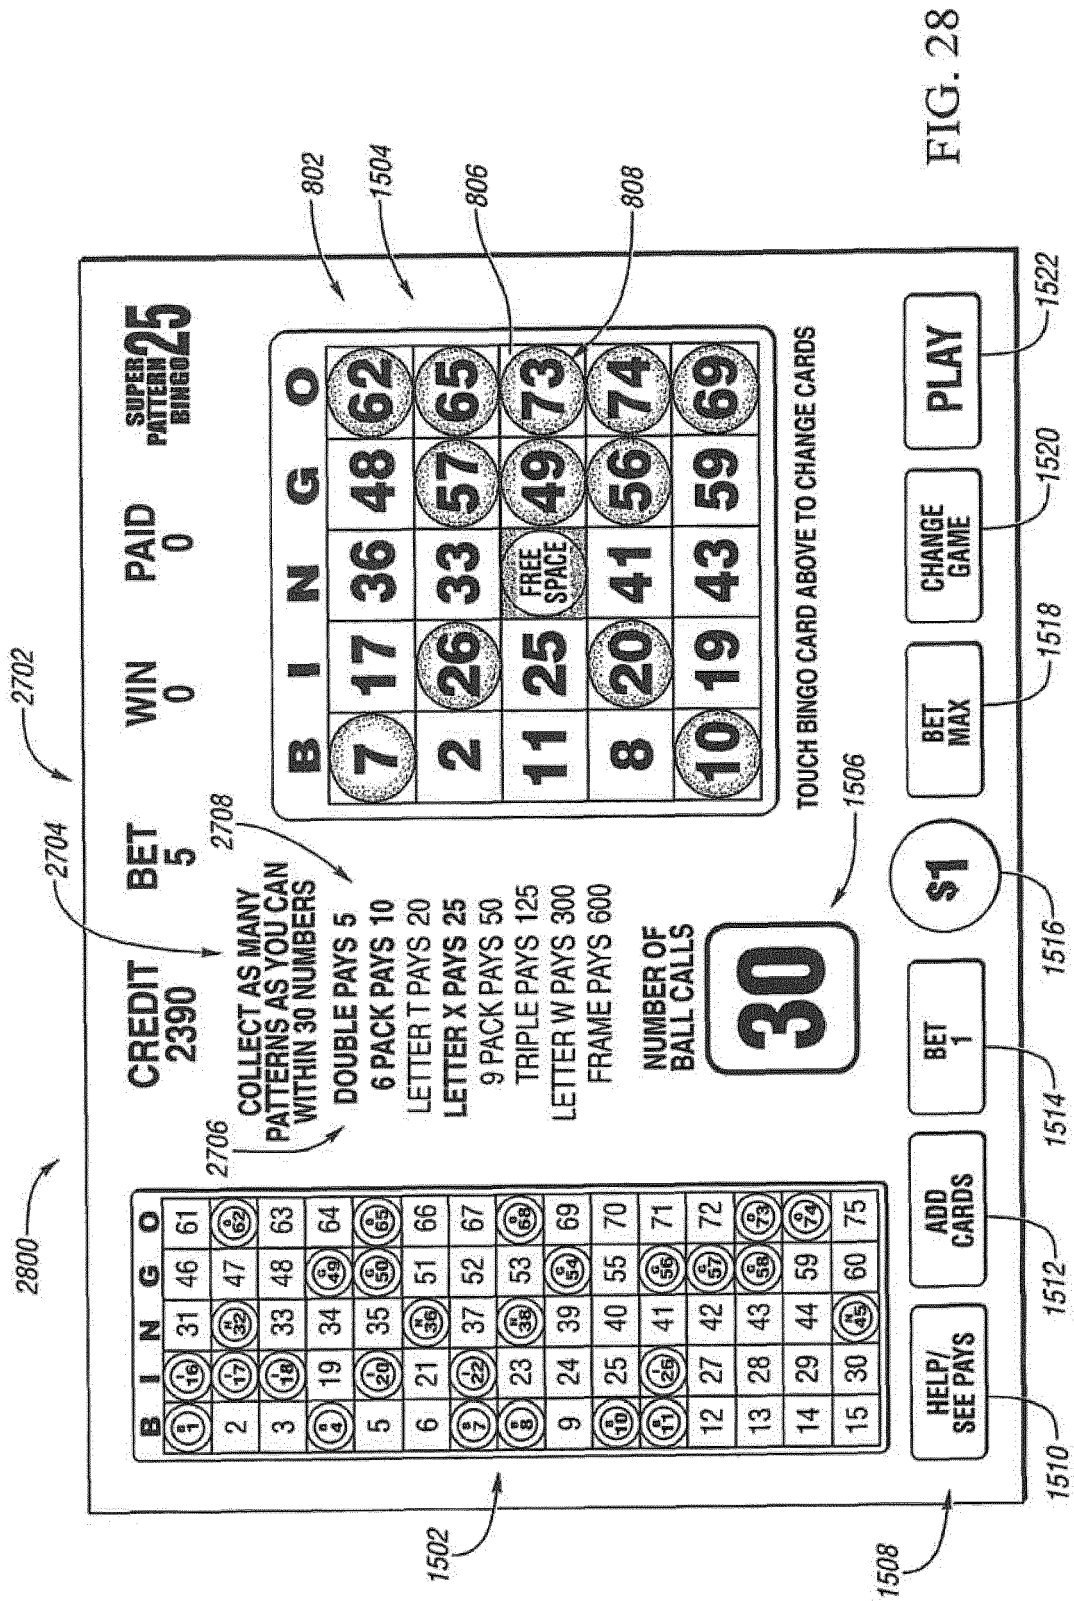 2800
2702
2704
CREDIT BET WIN PAID
2390 5 0 0
SUPER
PATTERN
BINGO 25
802
1504
806
808
2706
2708
1502
1506
1508
B I N G O
B 1 I 16 31 46 61
2 I 17 N 32 47 O 62
3 I 18 33 48 63
B 4 19 34 G 49 64
5 I 20 35 G 50 O 65
6 21 N 36 51 66
B 7 I 22 37 52 67
B 8 23 N 38 53 O 68
9 24 39 G 54 69
B 10 25 40 55 70
B 11 I 26 41 G 56 71
12 27 42 G 57 72
13 28 43 G 58 O 73
14 29 44 59 O 74
15 30 N 45 60 75
COLLECT AS MANY
PATTERNS AS YOU CAN
WITHIN 30 NUMBERS
DOUBLE PAYS 5
6 PACK PAYS 10
LETTER T PAYS 20
LETTER X PAYS 25
9 PACK PAYS 50
TRIPLE PAYS 125
LETTER W PAYS 300
FRAME PAYS 600
NUMBER OF
BALL CALLS
30
B I N G O
7 17 36 48 62
2 26 33 57 65
11 25 FREE SPACE 49 73
8 20 41 56 74
10 19 43 59 69
TOUCH BINGO CARD ABOVE TO CHANGE CARDS
HELP/
SEE PAYS
ADD
CARDS
BET
1
$1
BET
MAX
CHANGE
GAME
PLAY
1510
1512
1514
1516
1518
1520
1522
FIG. 28